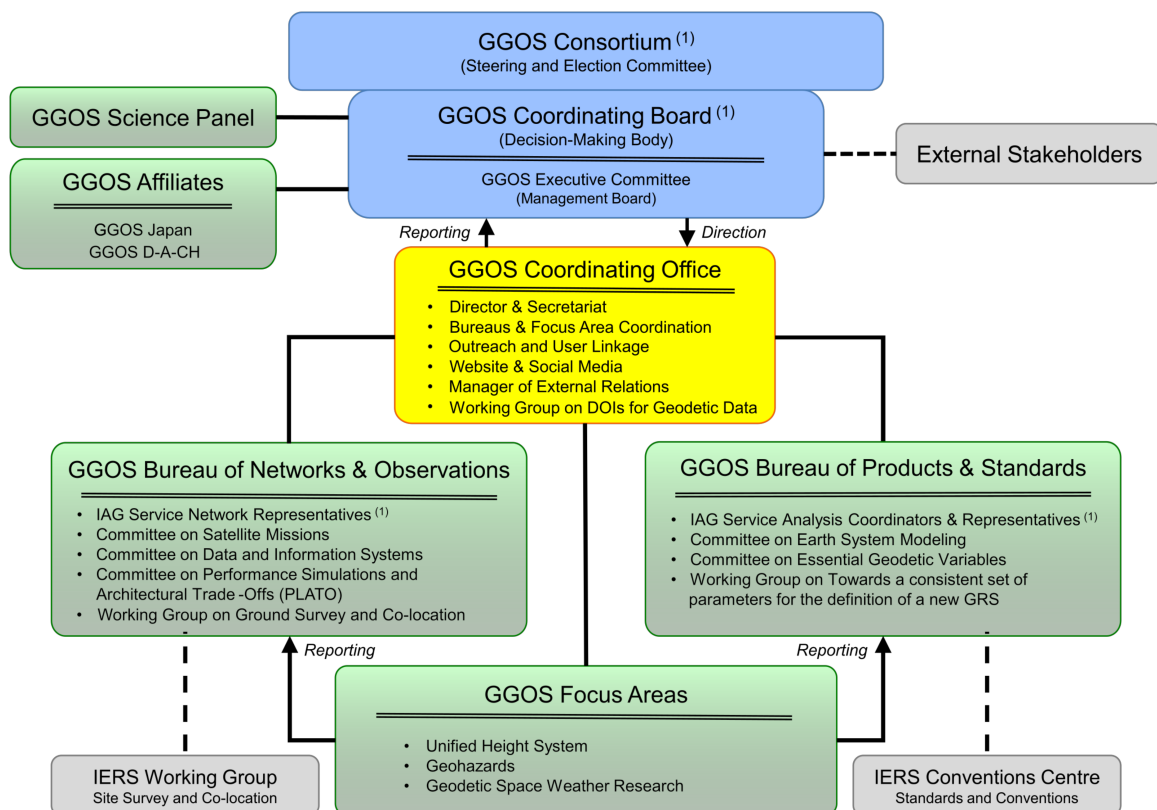 GGOS Consortium (1)
(Steering and Election Committee)
GGOS Science Panel
GGOS Coordinating Board (1)
(Decision-Making Body)
GGOS Executive Committee
(Management Board)
External Stakeholders
GGOS Affiliates
GGOS Japan
GGOS D-A-CH
Reporting
Direction
GGOS Coordinating Office
• Director & Secretariat
• Bureaus & Focus Area Coordination
• Outreach and User Linkage
• Website & Social Media
• Manager of External Relations
• Working Group on DOIs for Geodetic Data
GGOS Bureau of Networks & Observations
• IAG Service Network Representatives (1)
• Committee on Satellite Missions
• Committee on Data and Information Systems
• Committee on Performance Simulations and
Architectural Trade-Offs (PLATO)
• Working Group on Ground Survey and Co-location
GGOS Bureau of Products & Standards
• IAG Service Analysis Coordinators & Representatives (1)
• Committee on Earth System Modeling
• Committee on Essential Geodetic Variables
• Working Group on Towards a consistent set of
parameters for the definition of a new GRS
Reporting
Reporting
GGOS Focus Areas
• Unified Height System
• Geohazards
• Geodetic Space Weather Research
IERS Working Group
Site Survey and Co-location
IERS Conventions Centre
Standards and Conventions